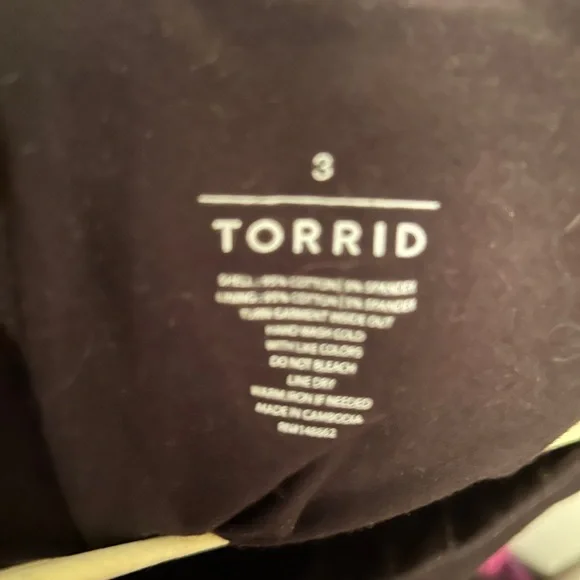 3
TORRID
SHELL: 95% COTTON | 5% SPANDEX
LINING: 95% COTTON | 5% SPANDEX
TURN GARMENT INSIDE OUT
HAND WASH COLD
WITH LIKE COLORS
DO NOT BLEACH
LINE DRY
WARM IRON IF NEEDED
MADE IN CAMBODIA